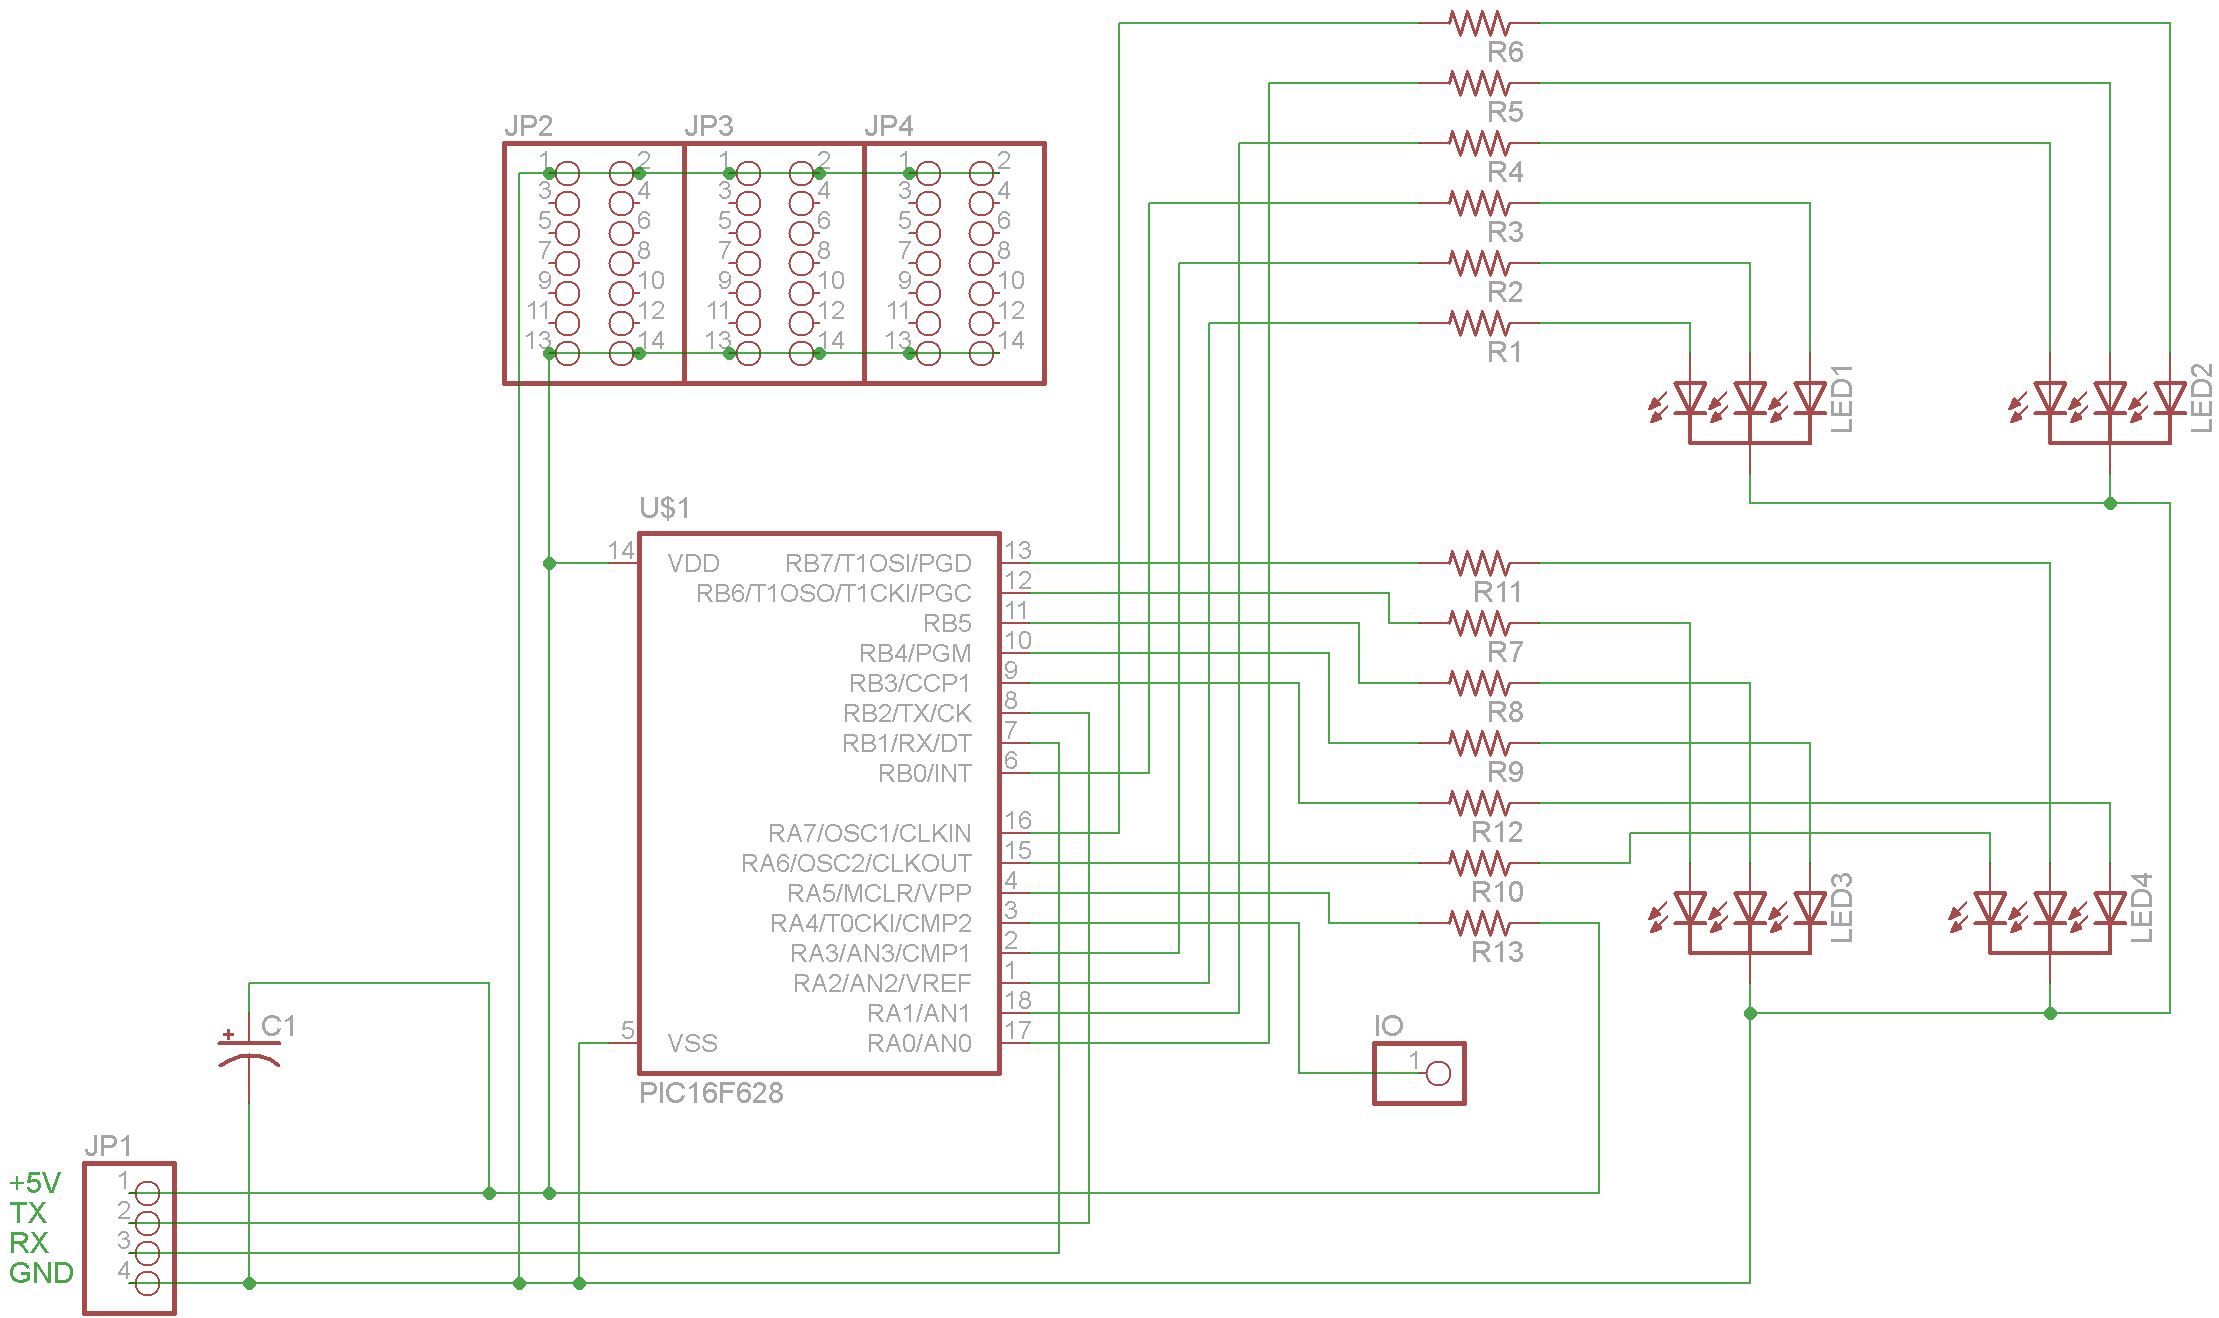 R6
R5
R4
R3
R2
R1
JP2 JP3 JP4
1 2 1 2 1 2
3 4 3 4 3 4
5 6 5 6 5 6
7 8 7 8 7 8
9 10 9 10 9 10
11 12 11 12 11 12
13 14 13 14 13 14
LED1
LED2
U$1
14 VDD RB7/T1OSI/PGD 13
RB6/T1OSO/T1CKI/PGC 12
RB5 11
RB4/PGM 10
RB3/CCP1 9
RB2/TX/CK 8
RB1/RX/DT 7
RB0/INT 6
RA7/OSC1/CLKIN 16
RA6/OSC2/CLKOUT 15
RA5/MCLR/VPP 4
RA4/T0CKI/CMP2 3
RA3/AN3/CMP1 2
RA2/AN2/VREF 1
RA1/AN1 18
5 VSS RA0/AN0 17
PIC16F628
R11
R7
R8
R9
R12
R10
R13
LED3
LED4
IO
1
+ C1
JP1
+5V 1
TX 2
RX 3
GND 4